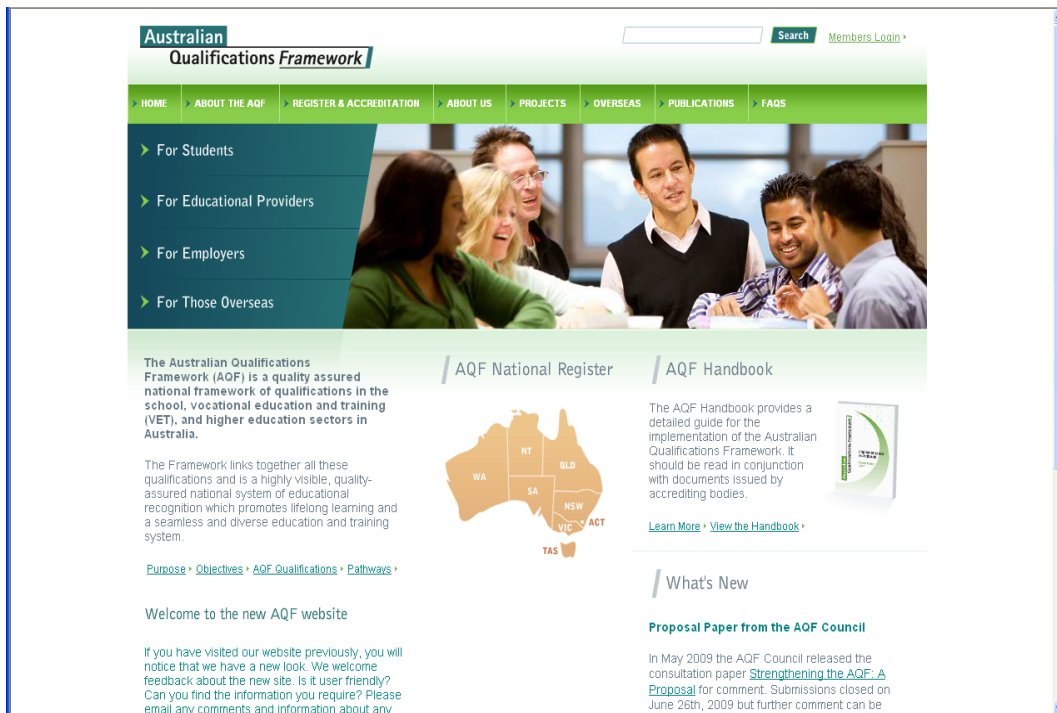 Australian
Qualifications Framework
Search
Members Login
HOME
ABOUT THE AQF
REGISTER & ACCREDITATION
ABOUT US
PROJECTS
OVERSEAS
PUBLICATIONS
FAQS
For Students
For Educational Providers
For Employers
For Those Overseas
The Australian Qualifications
Framework (AQF) is a quality assured
national framework of qualifications in the
school, vocational education and training
(VET), and higher education sectors in
Australia.
The Framework links together all these
qualifications and is a highly visible, quality-
assured national system of educational
recognition which promotes lifelong learning and
a seamless and diverse education and training
system.
Purpose
Objectives
AQF Qualifications
Pathways
Welcome to the new AQF website
If you have visited our website previously, you will
notice that we have a new look. We welcome
feedback about the new site. Is it user friendly?
Can you find the information you require? Please
email any comments and information about any
AQF National Register
NT
QLD
WA
SA
NSW
VIC
ACT
TAS
AQF Handbook
The AQF Handbook provides a
detailed guide for the
implementation of the Australian
Qualifications Framework. It
should be read in conjunction
with documents issued by
accrediting bodies.
Learn More
View the Handbook
What's New
Proposal Paper from the AQF Council
In May 2009 the AQF Council released the
consultation paper Strengthening the AQF: A
Proposal for comment. Submissions closed on
June 26th, 2009 but further comment can be